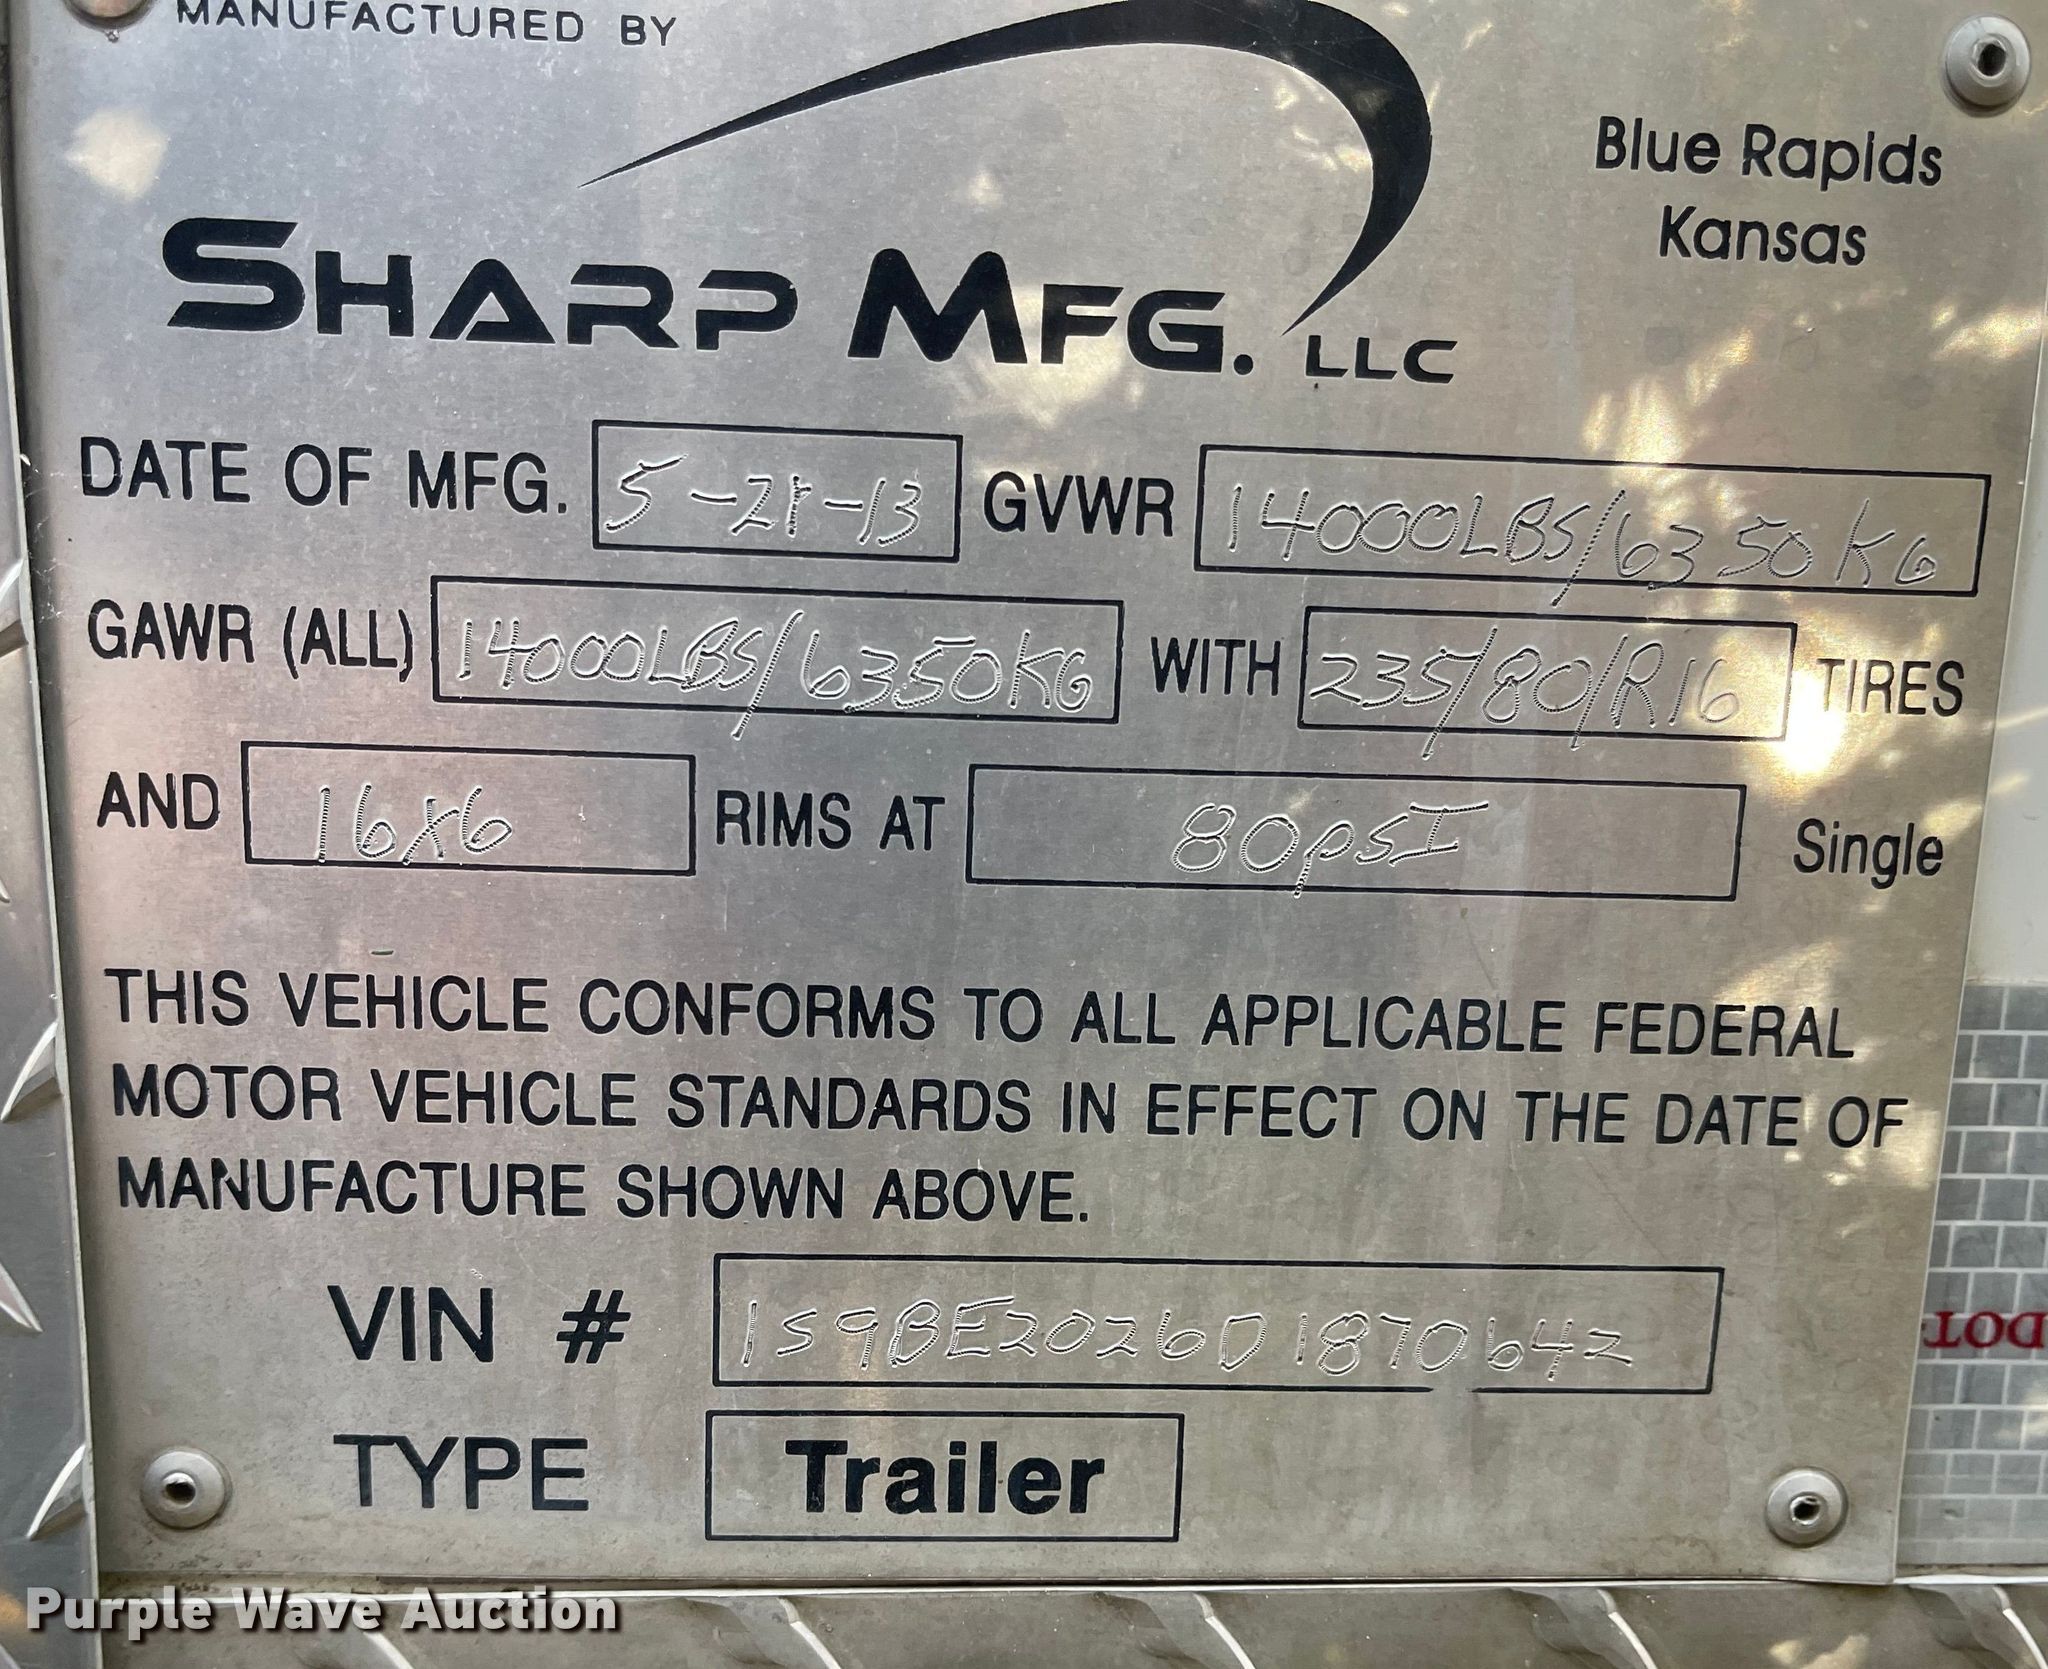 MANUFACTURED BY
SHARP MFG. LLC
Blue Rapids
Kansas
DATE OF MFG. 5-21-13 GVWR 14000LBS/6350KG
GAWR (ALL) 14000LBS/6350KG WITH 235/80/R16 TIRES
AND 16x6 RIMS AT 80psI Single
THIS VEHICLE CONFORMS TO ALL APPLICABLE FEDERAL
MOTOR VEHICLE STANDARDS IN EFFECT ON THE DATE OF
MANUFACTURE SHOWN ABOVE.
VIN # 1S9BE2026D1870642
TYPE Trailer
DOT
Purple Wave Auction